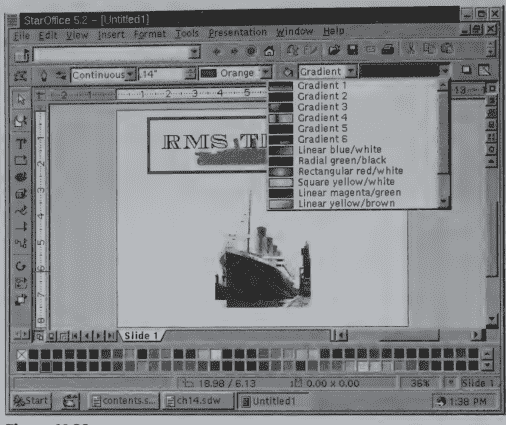 StarOffice 5.2 - [Untitled1]
File Edit View Insert Format Tools Presentation Window Help
Continuous .14" Orange Gradient
Gradient 1
Gradient 2
Gradient 3
Gradient 4
Gradient 5
Gradient 6
Linear blue/white
Radial green/black
Rectangular red/white
Square yellow/white
Linear magenta/green
Linear yellow/brown
RMS
Slide 1
18.98 / 6.13 0.00 x 0.00 36% * Slide 1
Start contents.s... ch14.sdw Untitled1 1:38 PM